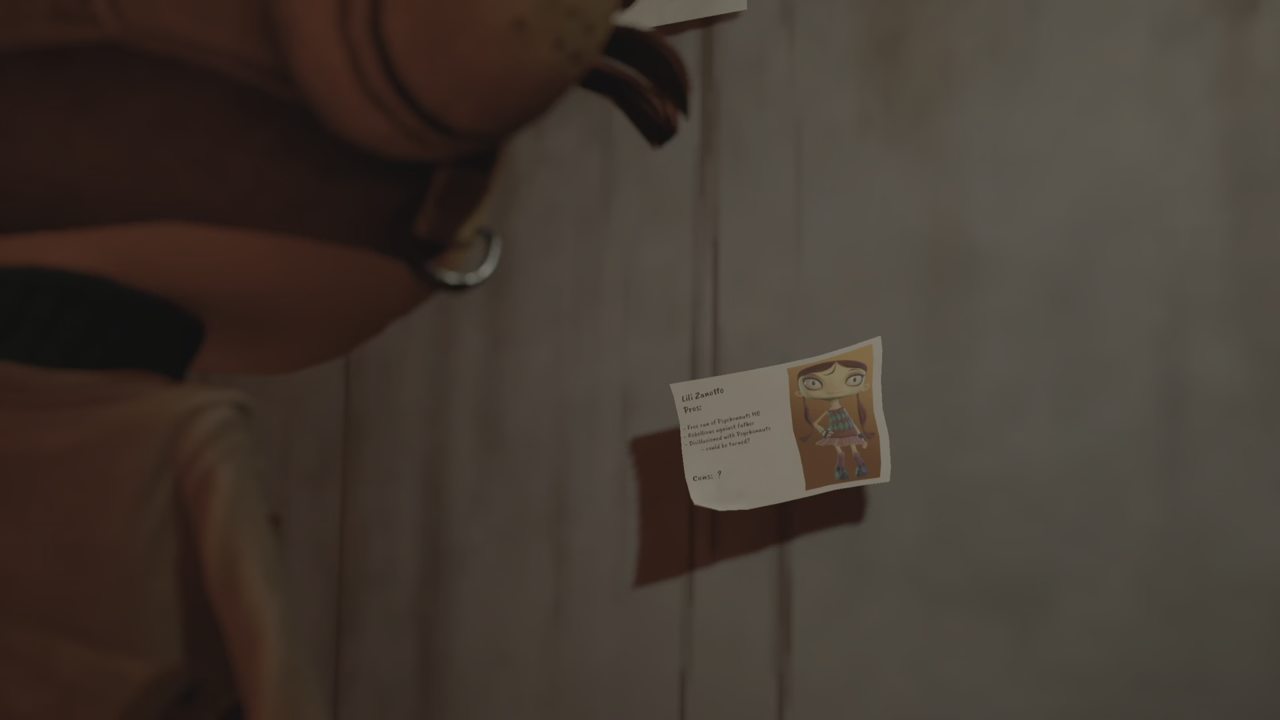 Lili Zanotto
Pros:
- Free run of Psychonauts HQ
- Rebellious against father
- Disillusioned with Psychonauts
- could be turned?
Cons: ?